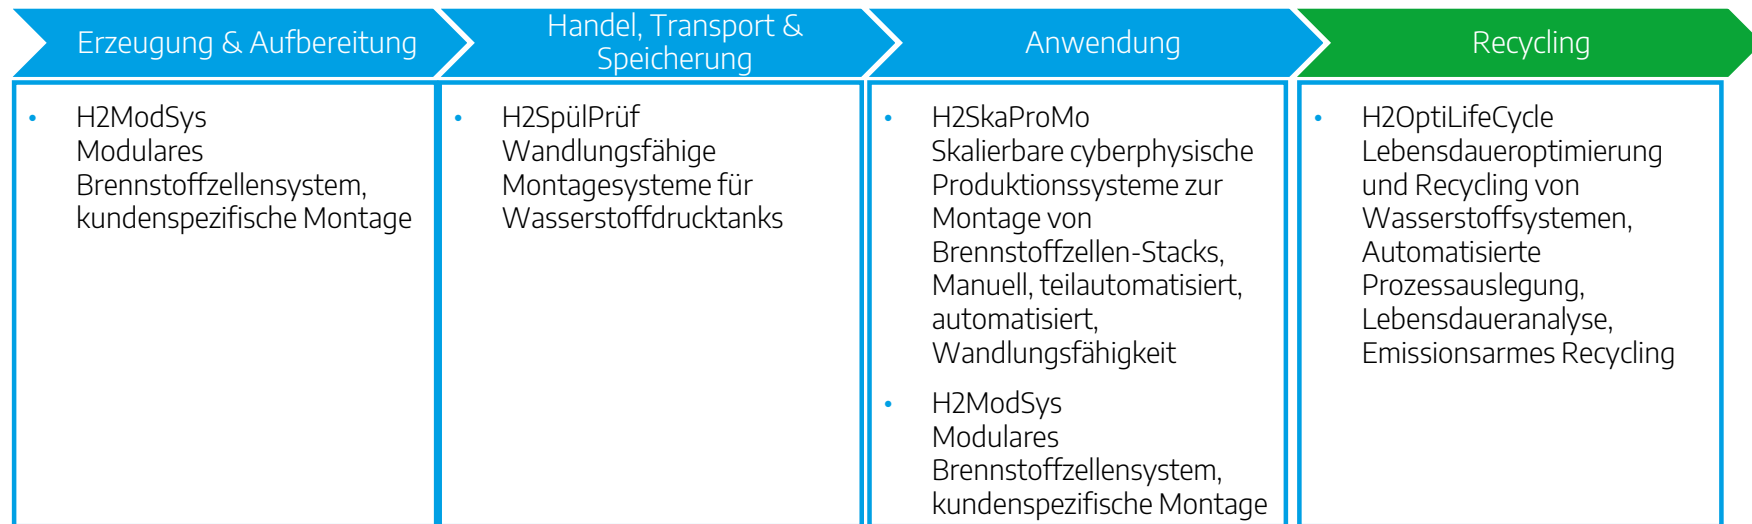 Erzeugung & Aufbereitung
Handel, Transport &
Speicherung
Anwendung
Recycling
• H2ModSys
Modulares
Brennstoffzellensystem,
kundenspezifische Montage
• H2SpülPrüf
Wandlungsfähige
Montagesysteme für
Wasserstoffdrucktanks
• H2SkaProMo
Skalierbare cyberphysische
Produktionssysteme zur
Montage von
Brennstoffzellen-Stacks,
Manuell, teilautomatisiert,
automatisiert,
Wandlungsfähigkeit
• H2ModSys
Modulares
Brennstoffzellensystem,
kundenspezifische Montage
• H2OptiLifeCycle
Lebensdaueroptimierung
und Recycling von
Wasserstoffsystemen,
Automatisierte
Prozessauslegung,
Lebensdaueranalyse,
Emissionsarmes Recycling